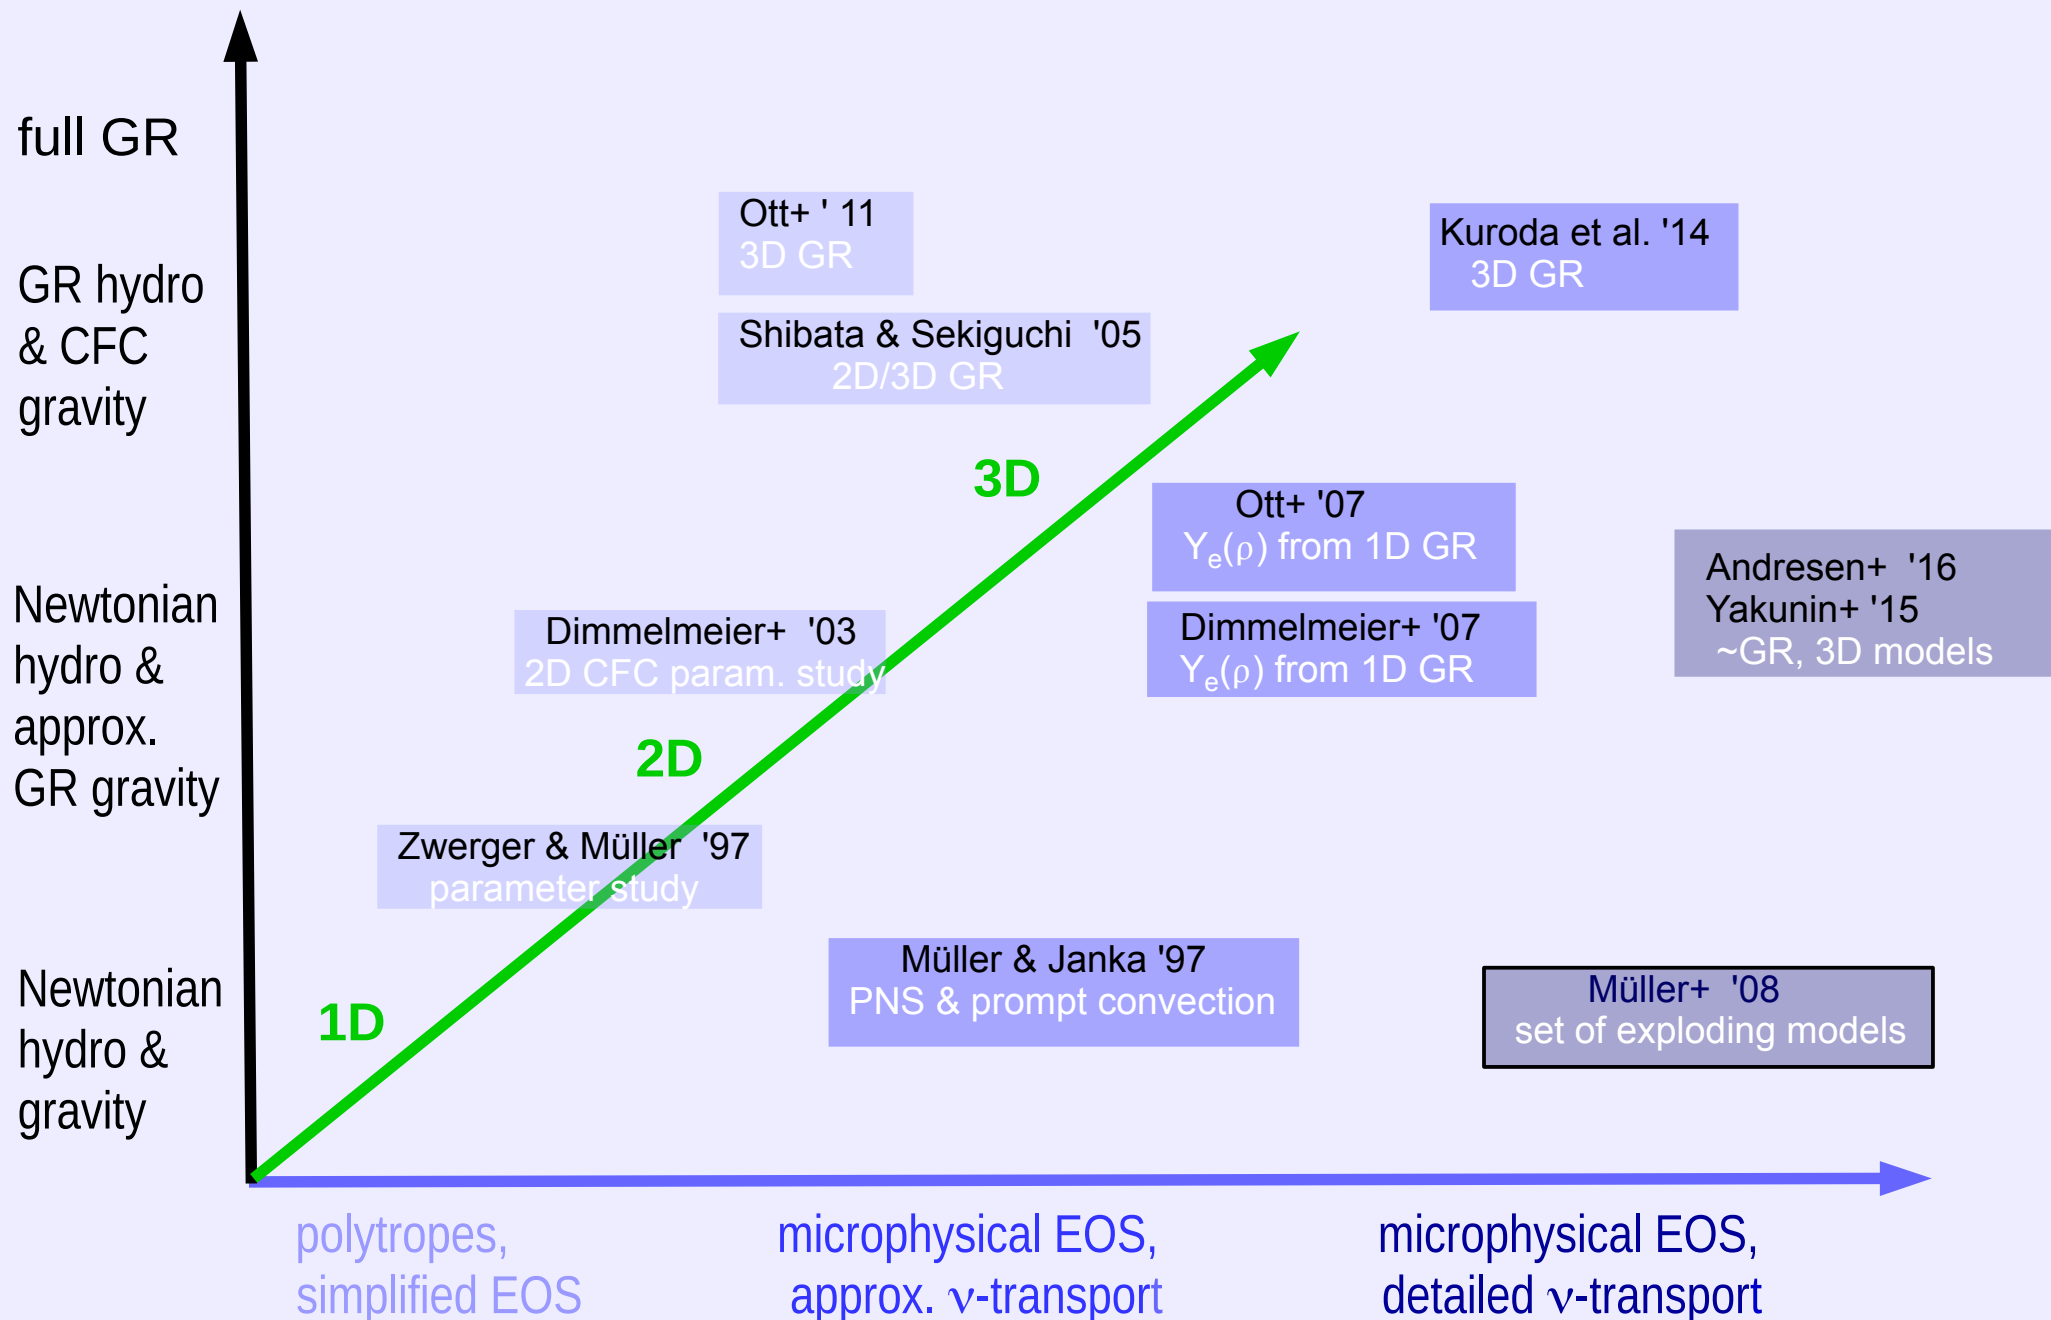 full GR
GR hydro
& CFC
gravity
Newtonian
hydro &
approx.
GR gravity
Newtonian
hydro &
gravity
Ott+ ' 11
3D GR
Shibata & Sekiguchi '05
2D/3D GR
Kuroda et al. '14
3D GR
3D
Ott+ '07
Yₑ(ρ) from 1D GR
Dimmelmeier+ '07
Yₑ(ρ) from 1D GR
Andresen+ '16
Yakunin+ '15
~GR, 3D models
Dimmelmeier+ '03
2D CFC param. study
2D
Zwerger & Müller '97
parameter study
Müller & Janka '97
PNS & prompt convection
Müller+ '08
set of exploding models
1D
polytropes,
simplified EOS
microphysical EOS,
approx. ν-transport
microphysical EOS,
detailed ν-transport